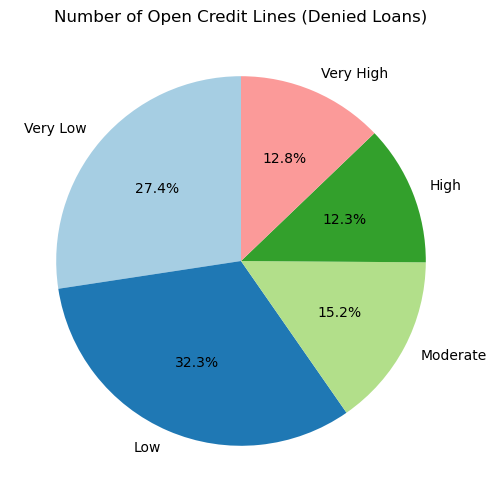 Number of Open Credit Lines (Denied Loans)
Very High
Very Low
12.8%
27.4%
High
12.3%
15.2%
Moderate
32.3%
Low